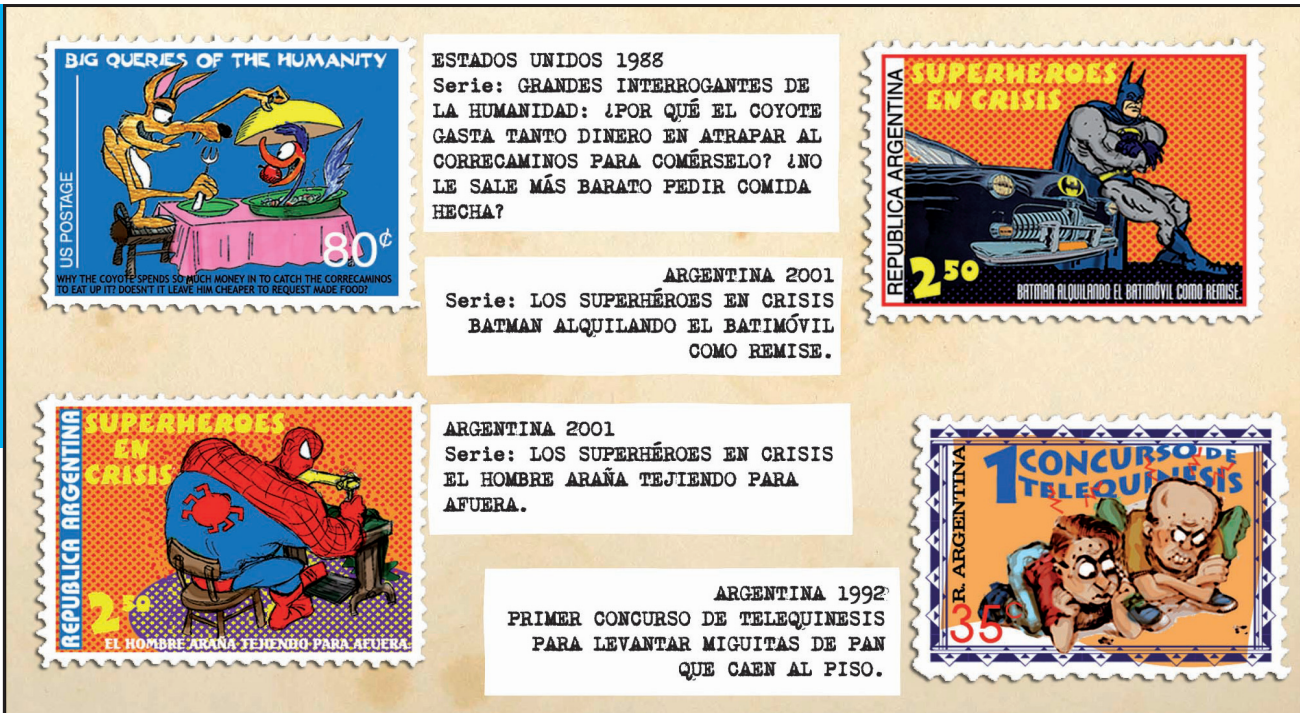 BIG QUERIES OF THE HUMANITY
US POSTAGE
80¢
WHY THE COYOTE SPENDS SO MUCH MONEY IN TO CATCH THE CORRECAMINOS
TO EAT UP IT? DOESN'T IT LEAVE HIM CHEAPER TO REQUEST MADE FOOD?
ESTADOS UNIDOS 1988
Serie: GRANDES INTERROGANTES DE
LA HUMANIDAD: ¿POR QUÉ EL COYOTE
GASTA TANTO DINERO EN ATRAPAR AL
CORRECAMINOS PARA COMÉRSELO? ¿NO
LE SALE MÁS BARATO PEDIR COMIDA
HECHA?
REPUBLICA ARGENTINA
SUPERHEROES
EN CRISIS
2 50
BATMAN ALQUILANDO EL BATIMÓVIL COMO REMISE.
ARGENTINA 2001
Serie: LOS SUPERHÉROES EN CRISIS
BATMAN ALQUILANDO EL BATIMÓVIL
COMO REMISE.
REPUBLICA ARGENTINA
SUPERHEROES
EN
CRISIS
2 50
EL HOMBRE ARAÑA TEJIENDO PARA AFUERA
ARGENTINA 2001
Serie: LOS SUPERHÉROES EN CRISIS
EL HOMBRE ARAÑA TEJIENDO PARA
AFUERA.
R. ARGENTINA
1 CONCURSO DE
TELEQUINESIS
35¢
ARGENTINA 1992
PRIMER CONCURSO DE TELEQUINESIS
PARA LEVANTAR MIGUITAS DE PAN
QUE CAEN AL PISO.